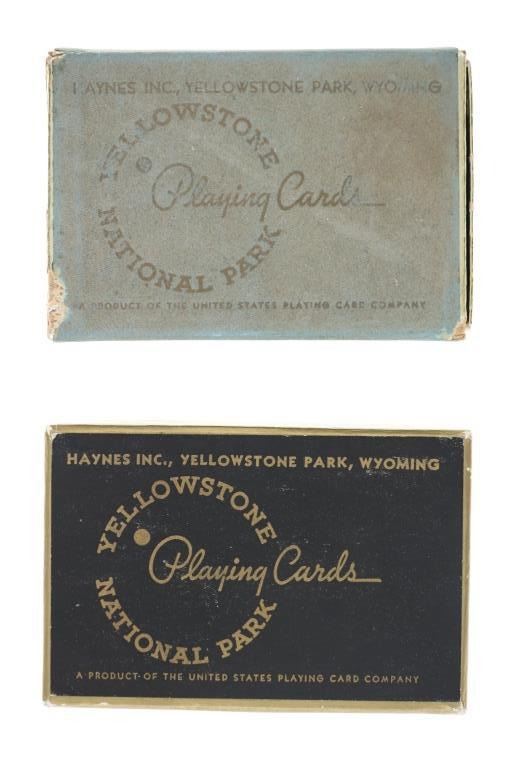 HAYNES INC., YELLOWSTONE PARK, WYOMING
YELLOWSTONE
Playing Cards
NATIONAL PARK
A PRODUCT OF THE UNITED STATES PLAYING CARD COMPANY
HAYNES INC., YELLOWSTONE PARK, WYOMING
YELLOWSTONE
Playing Cards
NATIONAL PARK
A PRODUCT OF THE UNITED STATES PLAYING CARD COMPANY